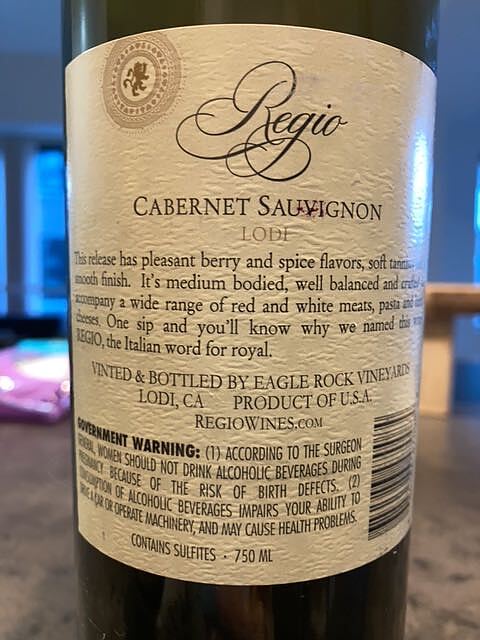 Regio
CABERNET SAUVIGNON
LODI
This release has pleasant berry and spice flavors, soft
smooth finish. It's medium bodied, well balanced and
accompany a wide range of red and white meats, pasta and
cheeses. One sip and you'll know why we named this
REGIO, the Italian word for royal.
VINTED & BOTTLED BY EAGLE ROCK VINEYARDS
LODI, CA PRODUCT OF U.S.A.
REGIOWINES.COM
GOVERNMENT WARNING: (1) ACCORDING TO THE SURGEON
GENERAL, WOMEN SHOULD NOT DRINK ALCOHOLIC BEVERAGES DURING
PREGNANCY BECAUSE OF THE RISK OF BIRTH DEFECTS. (2)
CONSUMPTION OF ALCOHOLIC BEVERAGES IMPAIRS YOUR ABILITY TO
DRIVE A CAR OR OPERATE MACHINERY, AND MAY CAUSE HEALTH PROBLEMS.
CONTAINS SULFITES · 750 ML